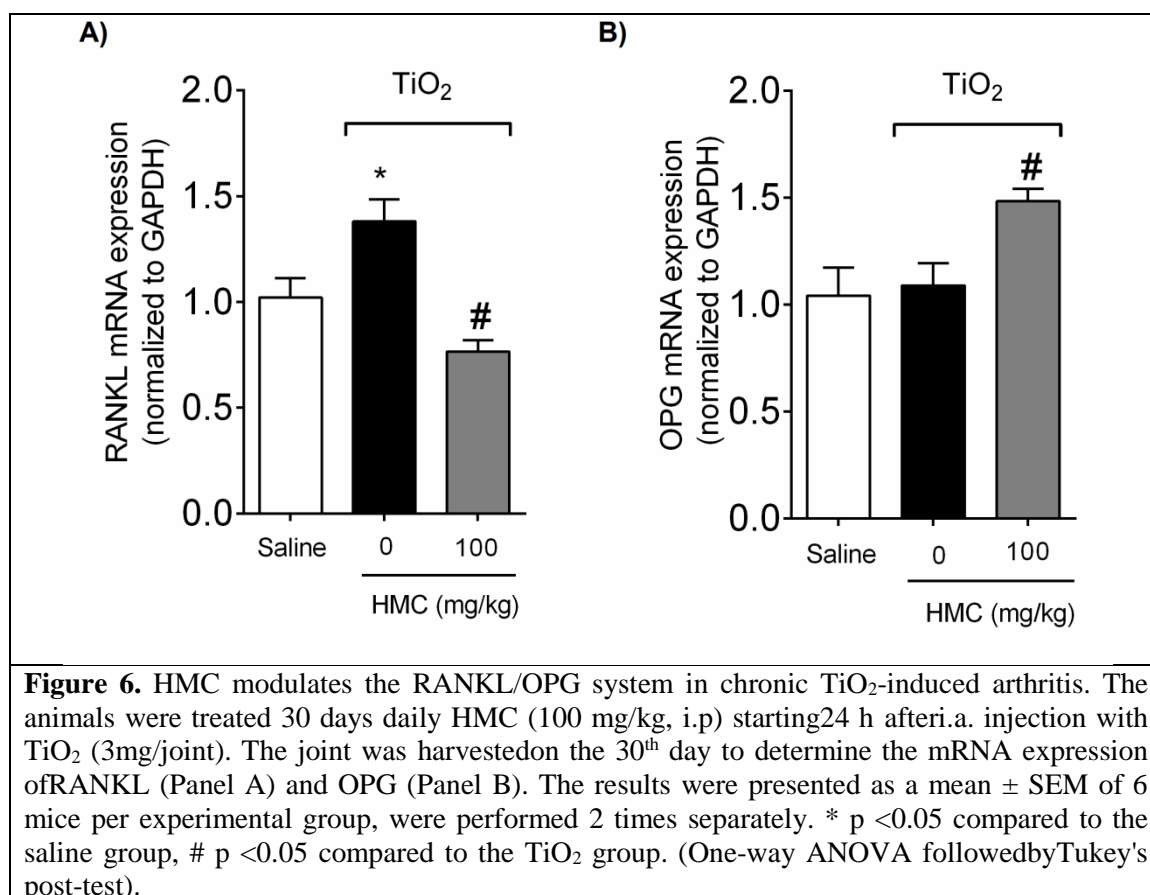 A)
TiO₂
2.0
1.5
1.0
0.5
0.0
RANKL mRNA expression
(normalized to GAPDH)
*
#
Saline
0
100
HMC (mg/kg)
B)
TiO₂
2.0
1.5
1.0
0.5
0.0
OPG mRNA expression
(normalized to GAPDH)
#
Saline
0
100
HMC (mg/kg)
Figure 6. HMC modulates the RANKL/OPG system in chronic TiO₂-induced arthritis. The
animals were treated 30 days daily HMC (100 mg/kg, i.p) starting24 h afteri.a. injection with
TiO₂ (3mg/joint). The joint was harvestedon the 30ᵗʰ day to determine the mRNA expression
ofRANKL (Panel A) and OPG (Panel B). The results were presented as a mean ± SEM of 6
mice per experimental group, were performed 2 times separately. * p <0.05 compared to the
saline group, # p <0.05 compared to the TiO₂ group. (One-way ANOVA followedbyTukey's
post-test).